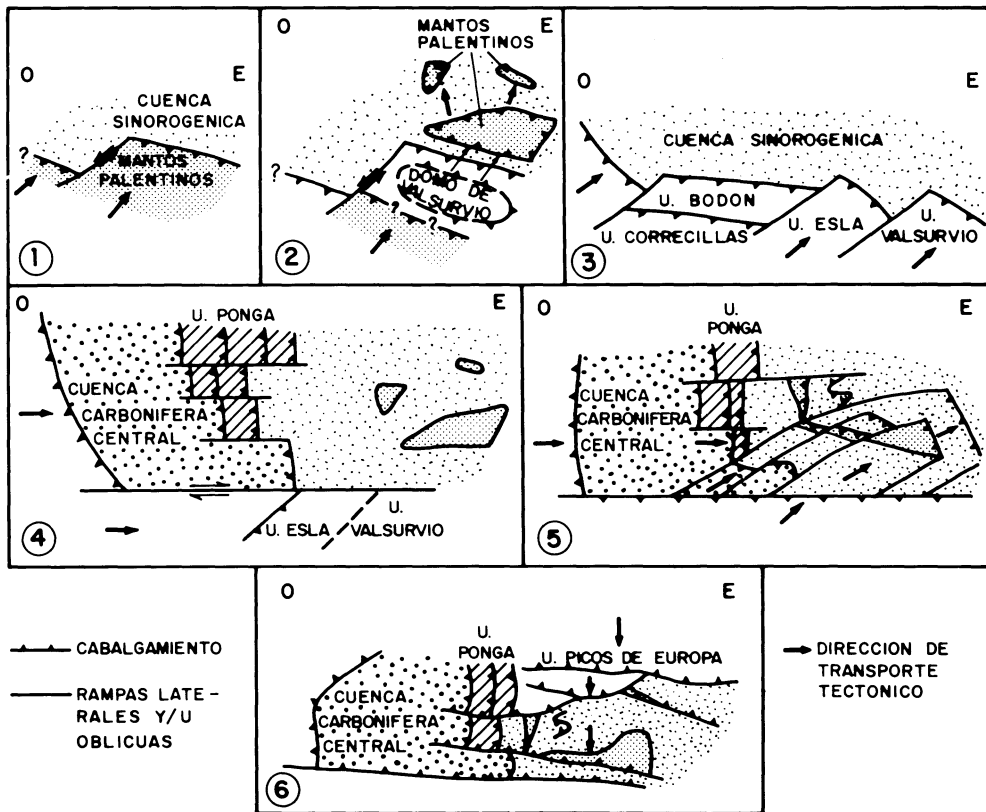 O
E
CUENCA
SINOROGENICA
?
MANTOS
PALENTINOS
1
O
E
MANTOS
PALENTINOS
?
DOMO DE
VALSURVIO
?
?
2
O
E
CUENCA SINOROGENICA
U. BODON
U. CORRECILLAS
U. ESLA
U.
VALSURVIO
3
O
E
U. PONGA
CUENCA
CARBONIFERA
CENTRAL
U. ESLA
U.
VALSURVIO
4
O
E
U.
PONGA
CUENCA
CARBONIFERA
CENTRAL
5
O
E
U.
PONGA
U. PICOS DE EUROPA
CUENCA
CARBONIFERA
CENTRAL
6
CABALGAMIENTO
RAMPAS LATE-
RALES Y/U
OBLICUAS
DIRECCION DE
TRANSPORTE
TECTONICO